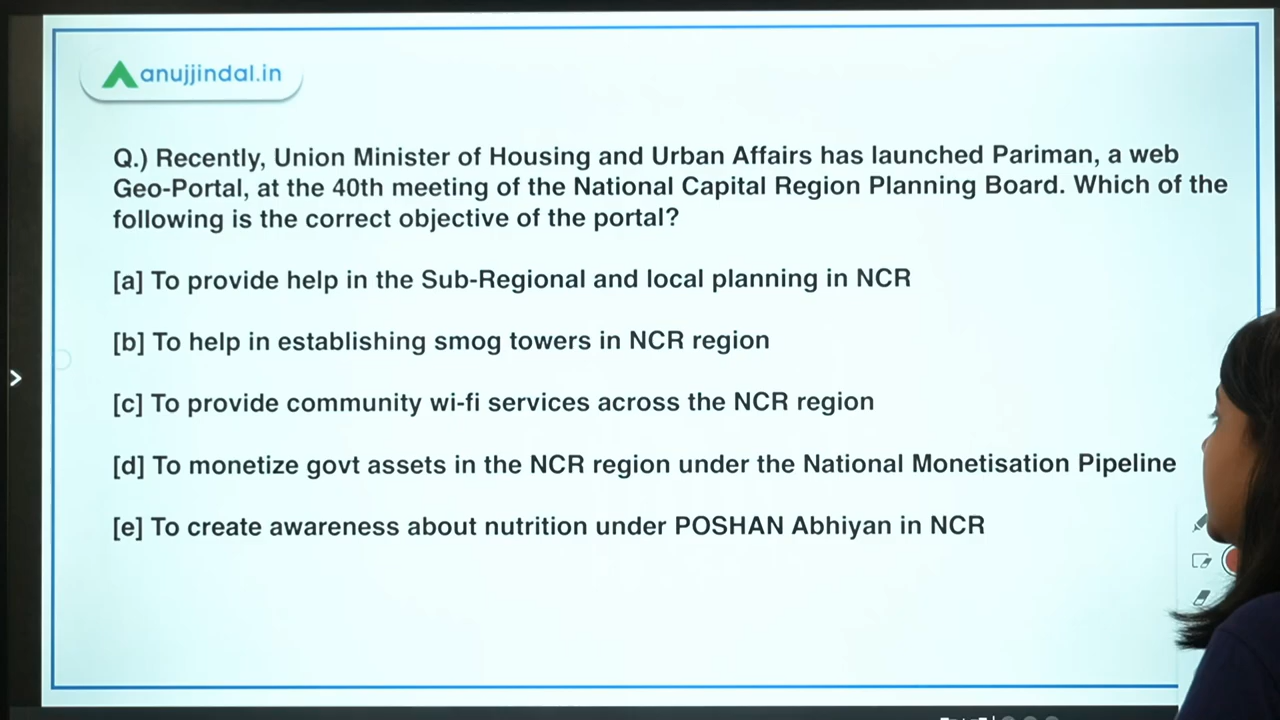 anujjindal.in
Q.) Recently, Union Minister of Housing and Urban Affairs has launched Pariman, a web
Geo-Portal, at the 40th meeting of the National Capital Region Planning Board. Which of the
following is the correct objective of the portal?
[a] To provide help in the Sub-Regional and local planning in NCR
[b] To help in establishing smog towers in NCR region
[c] To provide community wi-fi services across the NCR region
[d] To monetize govt assets in the NCR region under the National Monetisation Pipeline
[e] To create awareness about nutrition under POSHAN Abhiyan in NCR